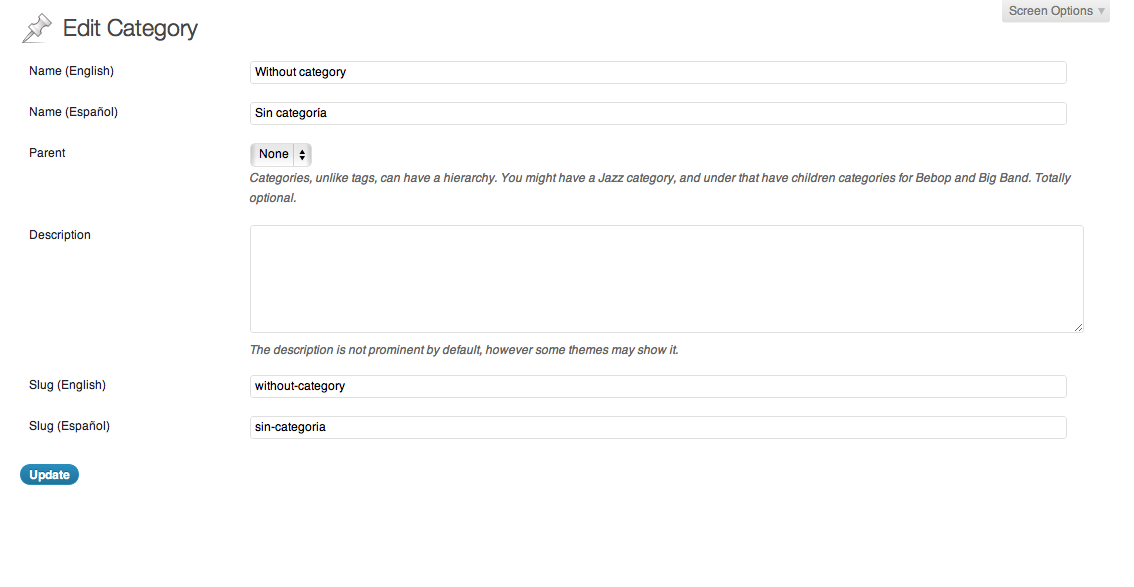 Screen Options
Edit Category
Name (English)
Without category
Name (Español)
Sin categoría
Parent
None
Categories, unlike tags, can have a hierarchy. You might have a Jazz category, and under that have children categories for Bebop and Big Band. Totally
optional.
Description
The description is not prominent by default, however some themes may show it.
Slug (English)
without-category
Slug (Español)
sin-categoria
Update